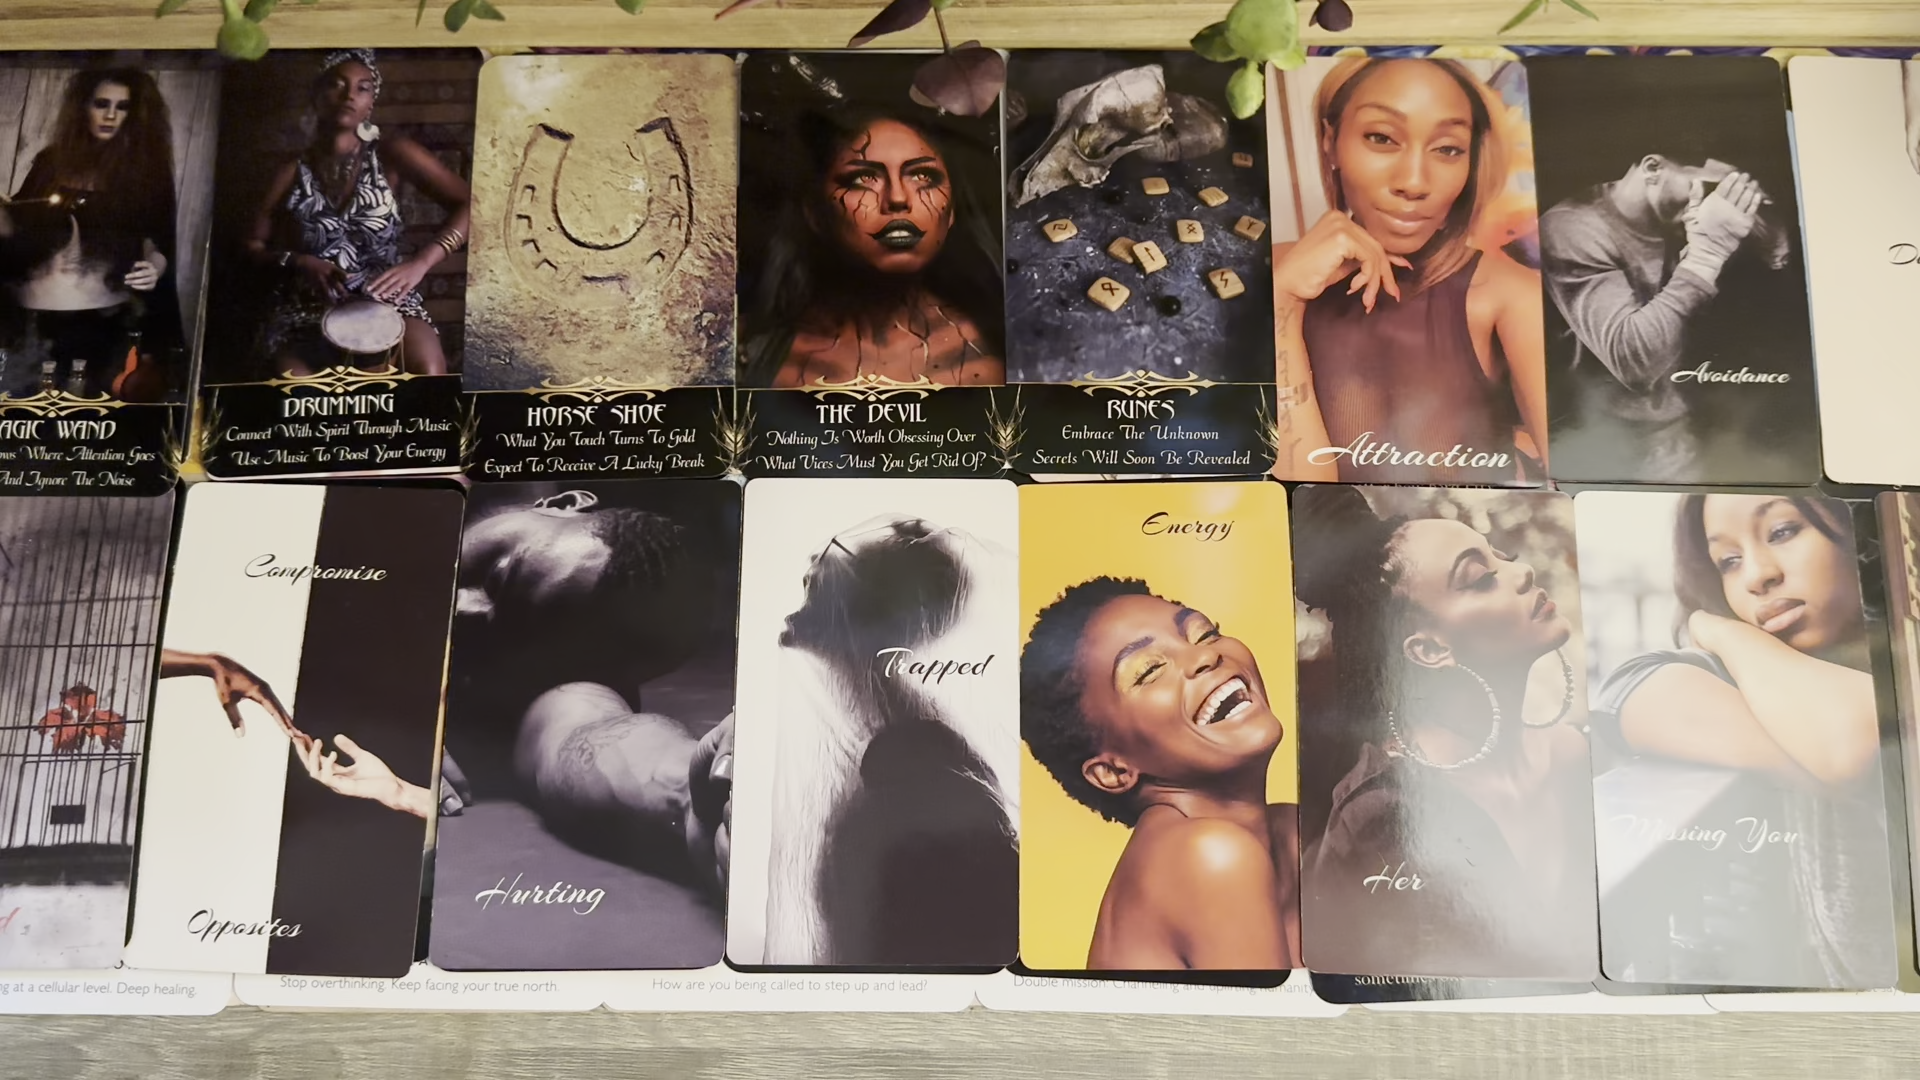 AGIC WAND
ows Where Attention Goes
And Ignore The Noise
DRUMMING
Connect With Spirit Through Music
Use Music To Boost Your Energy
HORSE SHOE
What You Touch Turns To Gold
Expect To Receive A Lucky Break
THE DEVIL
Nothing Is Worth Obsessing Over
What Vices Must You Get Rid Of?
RUNES
Embrace The Unknown
Secrets Will Soon Be Revealed
Attraction
Avoidance
Compromise
Opposites
Hurting
Trapped
Energy
Her
Missing You
g at a cellular level. Deep healing.
Stop overthinking. Keep facing your true north.
How are you being called to step up and lead?
Double mission: Channeling and uplifting humanity